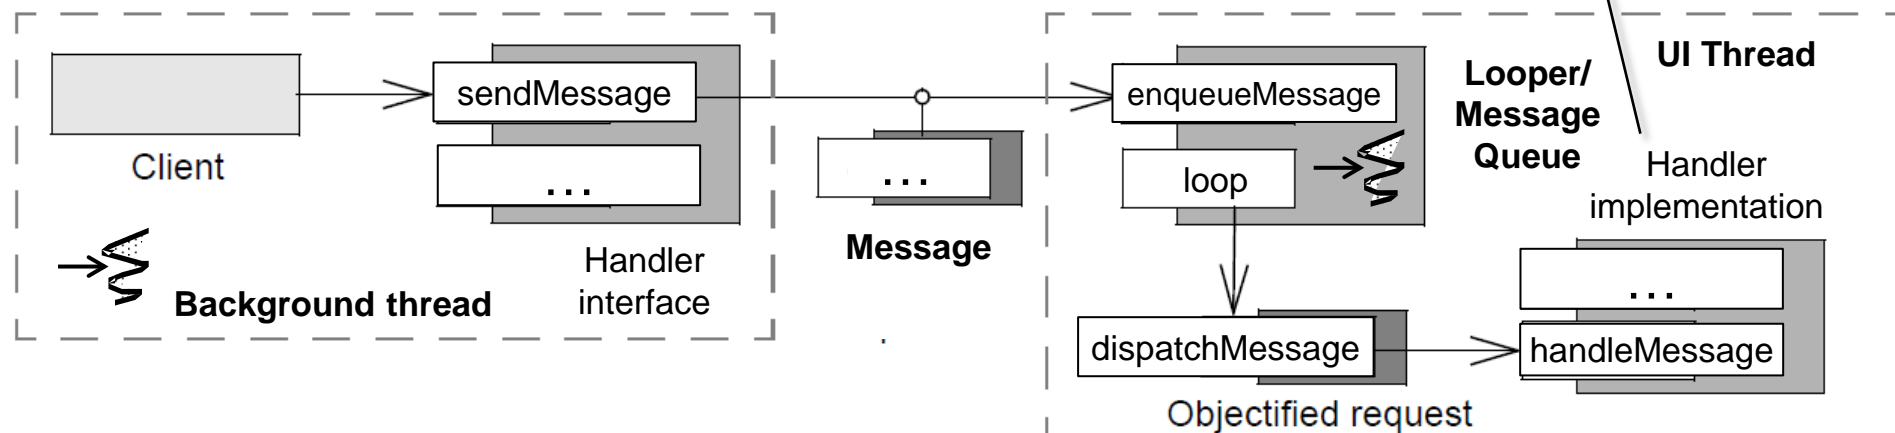 sendMessage
...
Client
Handler
interface
Background thread
...
Message
enqueueMessage
loop
Looper/
Message
Queue
UI Thread
Handler
implementation
...
dispatchMessage
handleMessage
Objectified request